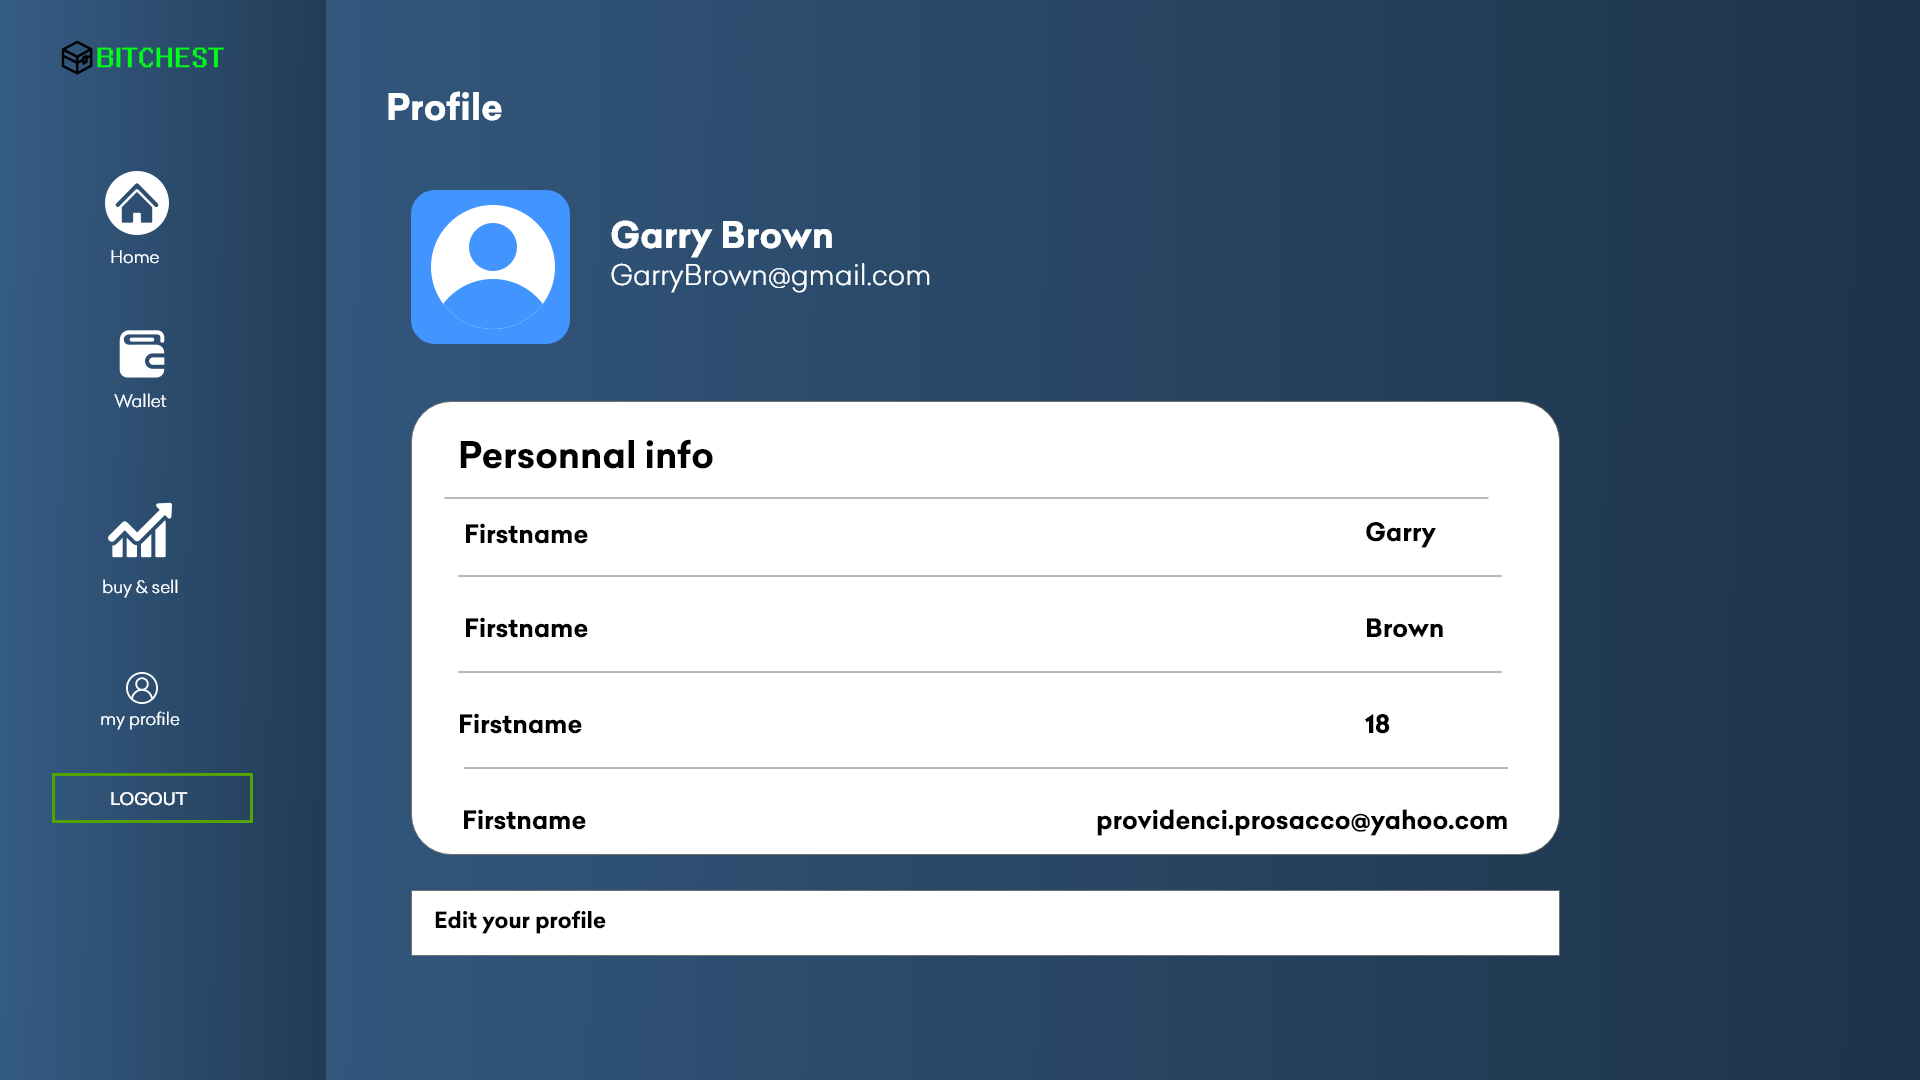 BITCHEST
Home
Wallet
buy & sell
my profile
LOGOUT
Profile
Garry Brown
GarryBrown@gmail.com
Personnal info
Firstname Garry
Firstname Brown
Firstname 18
Firstname providenci.prosacco@yahoo.com
Edit your profile